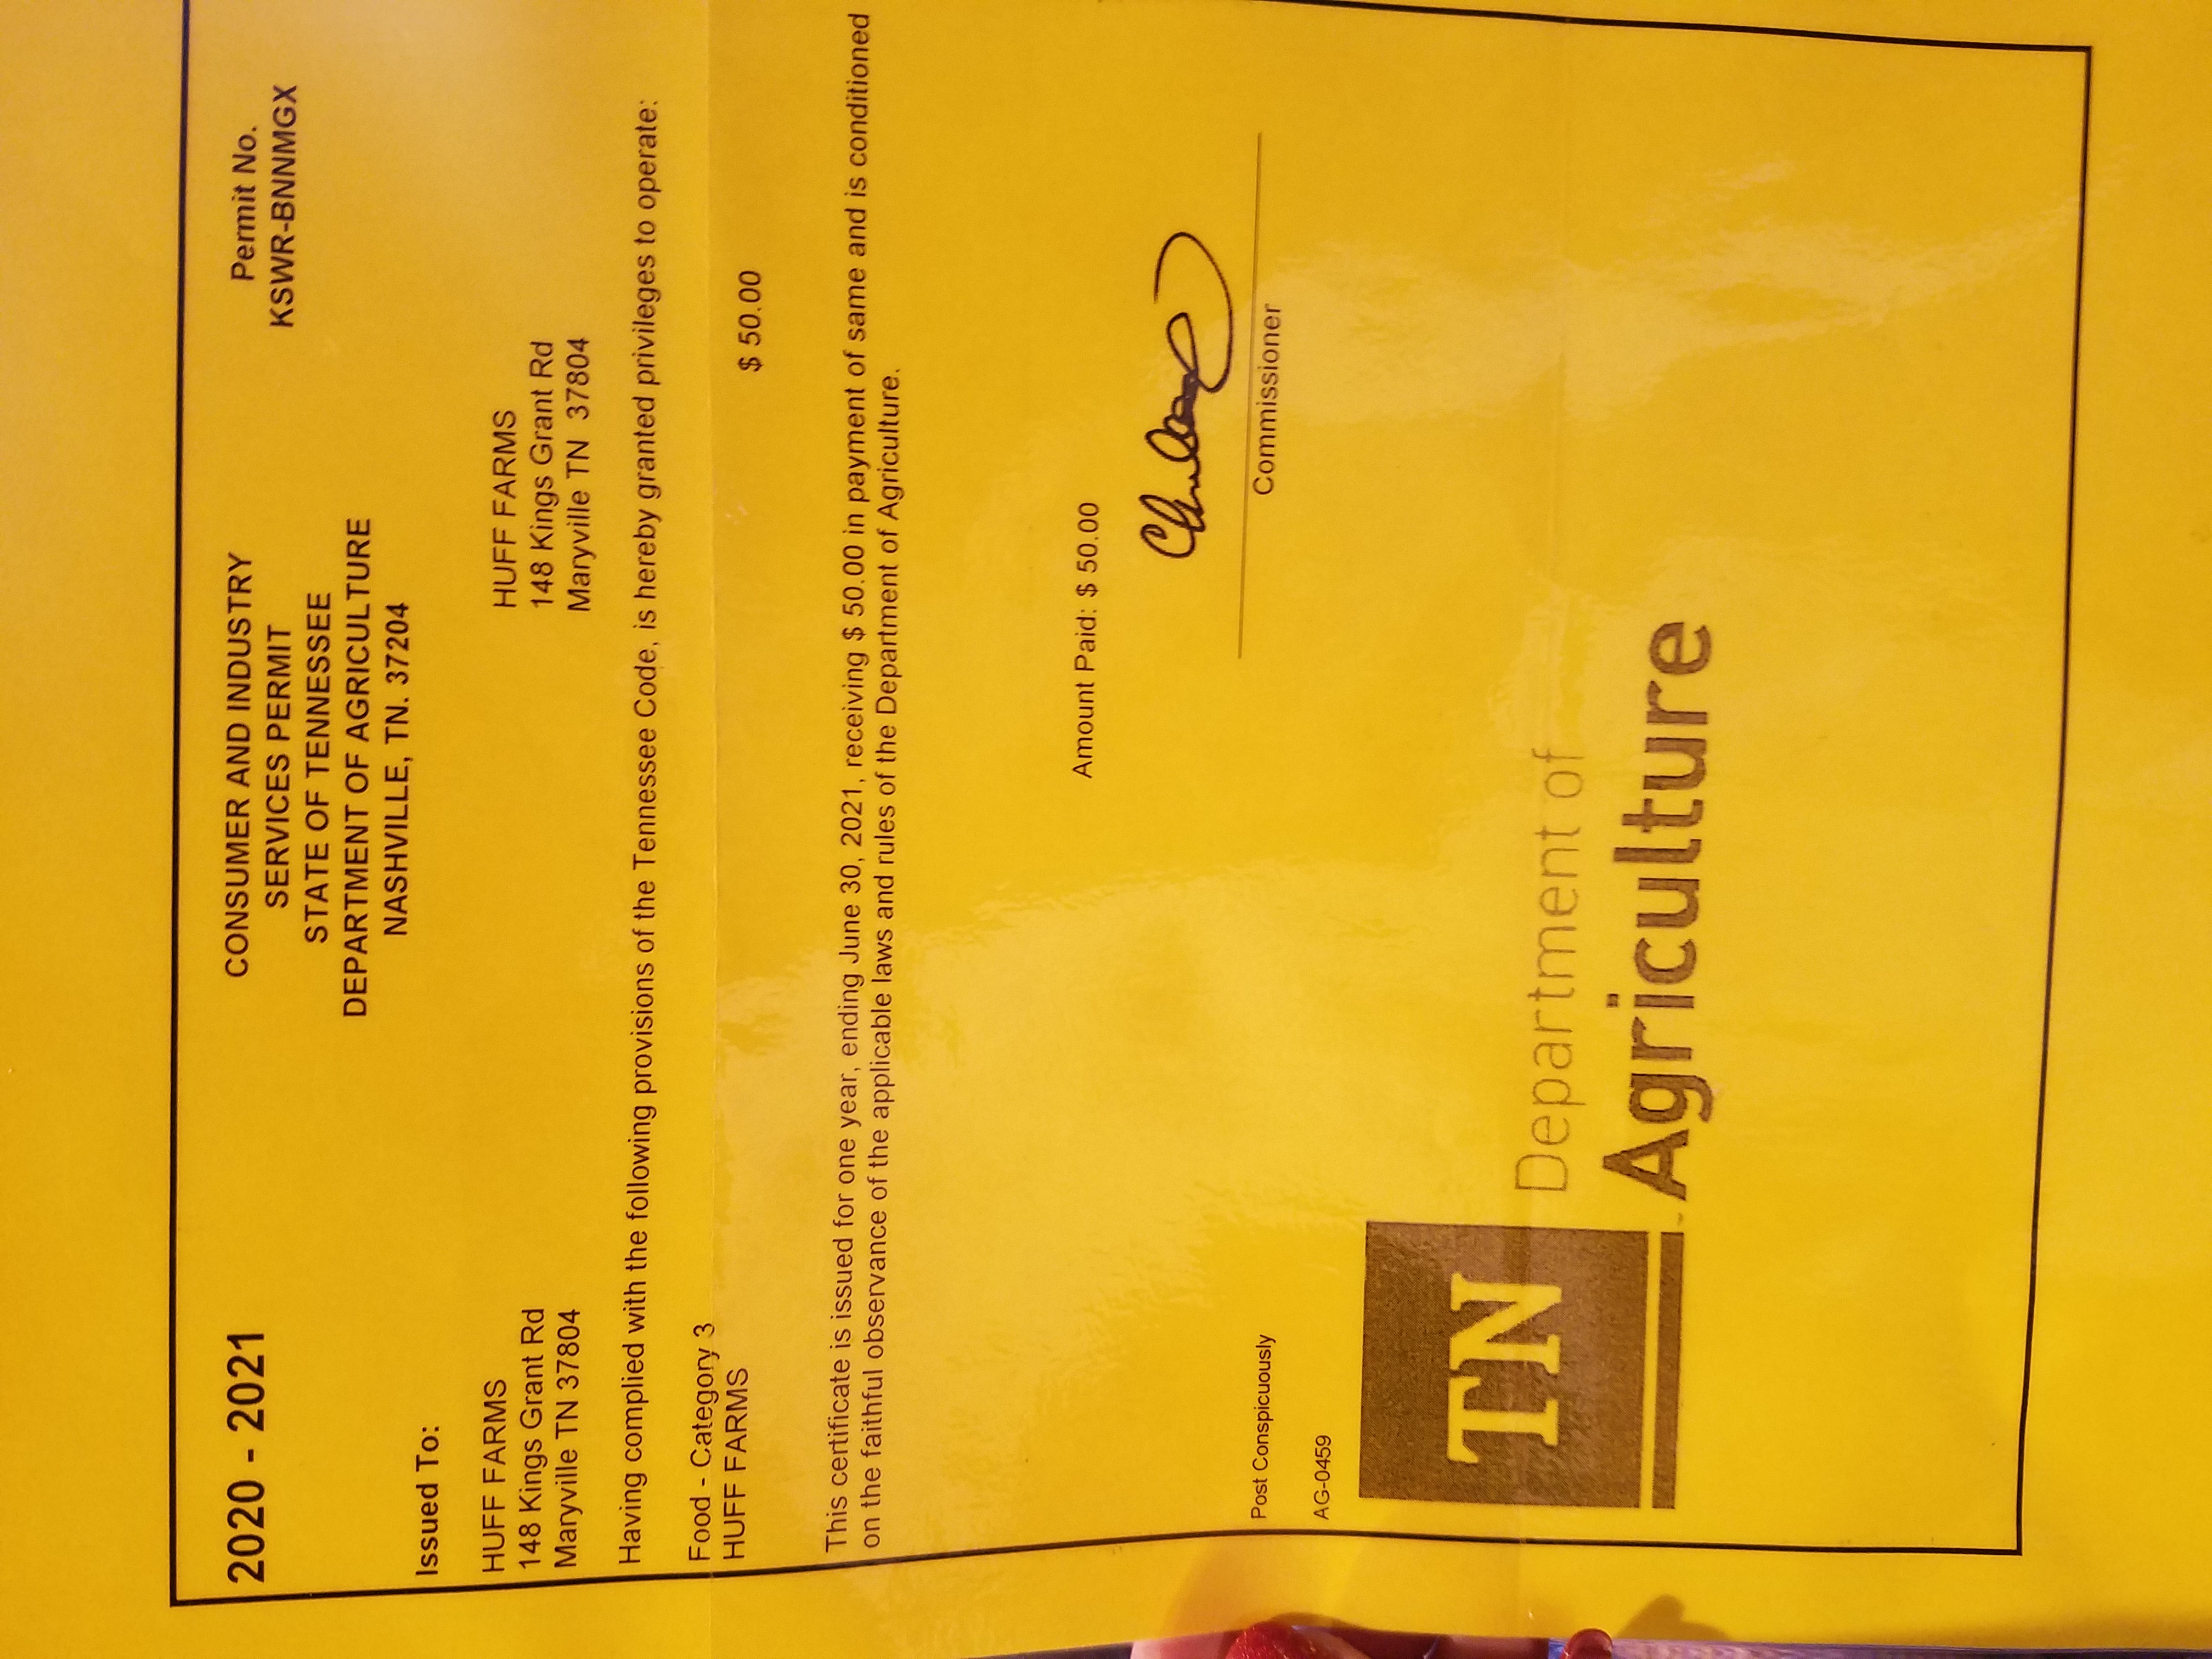 2020 - 2021
CONSUMER AND INDUSTRY
SERVICES PERMIT
STATE OF TENNESSEE
DEPARTMENT OF AGRICULTURE
NASHVILLE, TN. 37204
Permit No.
KSWR-BNNMGX
Issued To:
HUFF FARMS
148 Kings Grant Rd
Maryville TN 37804
HUFF FARMS
148 Kings Grant Rd
Maryville TN 37804
Having complied with the following provisions of the Tennessee Code, is hereby granted privileges to operate:
Food - Category 3
HUFF FARMS
$ 50.00
This certificate is issued for one year, ending June 30, 2021, receiving $ 50.00 in payment of same and is conditioned
on the faithful observance of the applicable laws and rules of the Department of Agriculture.
Amount Paid: $ 50.00
Commissioner
Post Conspicuously
AG-0459
TN
Department of
Agriculture